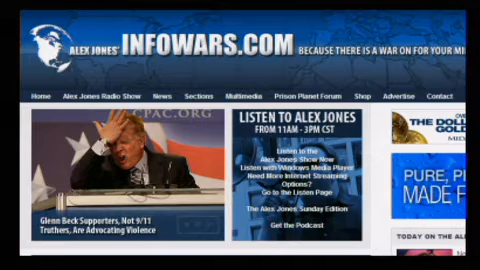 ALEX JONES' INFOWARS.COM BECAUSE THERE IS A WAR ON FOR YOUR MI
Home Alex Jones Radio Show News Sections Multimedia Prison Planet Forum Shop Advertise Contact
CPAC.ORG
Glenn Beck Supporters, Not 9/11
Truthers, Are Advocating Violence
LISTEN TO ALEX JONES
FROM 11AM - 3PM CST
Listen to the
Alex Jones Show Now
Listen with Windows Media Player
Need More Internet Streaming
Options?
Go to the Listen Page
The Alex Jones Sunday Edition
Get the Podcast
THE DOLL
GOLD
PURE, P
MADE F
TODAY ON THE AL